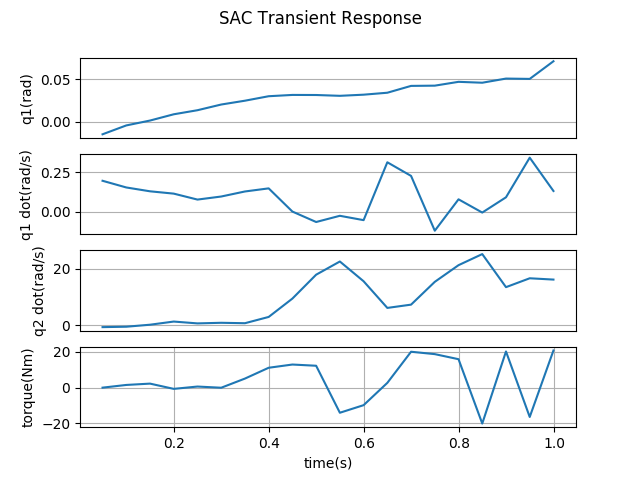 SAC Transient Response
q1(rad)
0.05
0.00
q1 dot(rad/s)
0.25
0.00
q2 dot(rad/s)
20
0
torque(Nm)
20
0
−20
0.2 0.4 0.6 0.8 1.0
time(s)